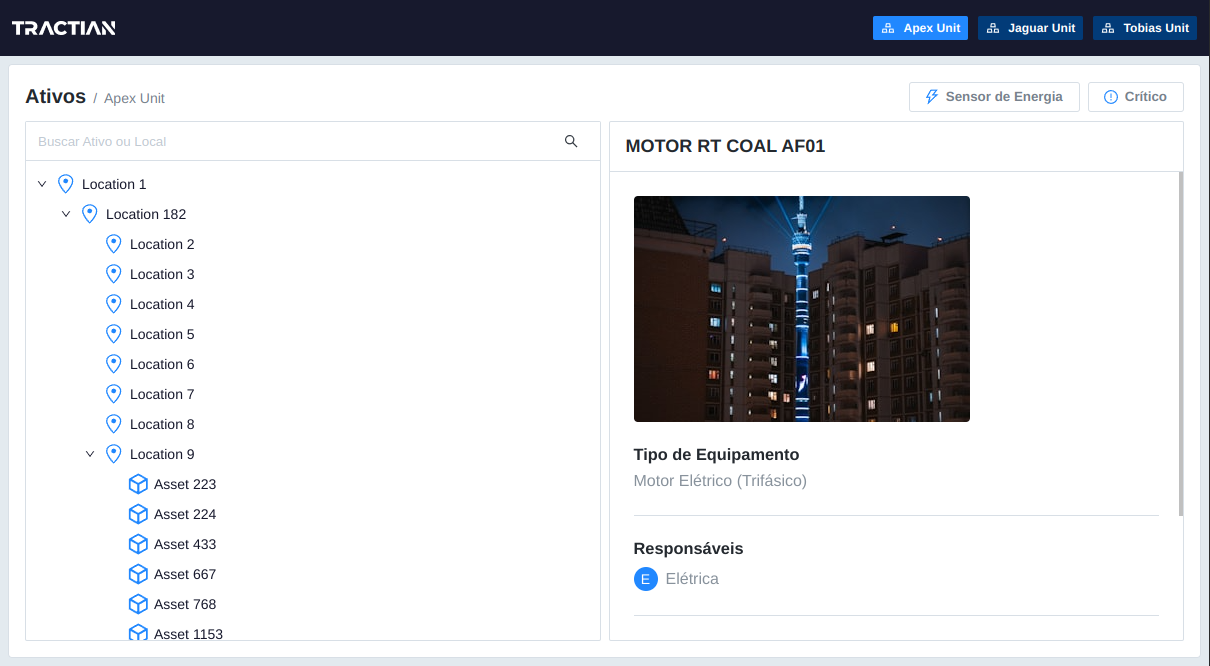 TRACTIAN
Apex Unit
Jaguar Unit
Tobias Unit
Ativos / Apex Unit
Sensor de Energia
Crítico
Buscar Ativo ou Local
Location 1
Location 182
Location 2
Location 3
Location 4
Location 5
Location 6
Location 7
Location 8
Location 9
Asset 223
Asset 224
Asset 433
Asset 667
Asset 768
Asset 1153
MOTOR RT COAL AF01
Tipo de Equipamento
Motor Elétrico (Trifásico)
Responsáveis
E Elétrica